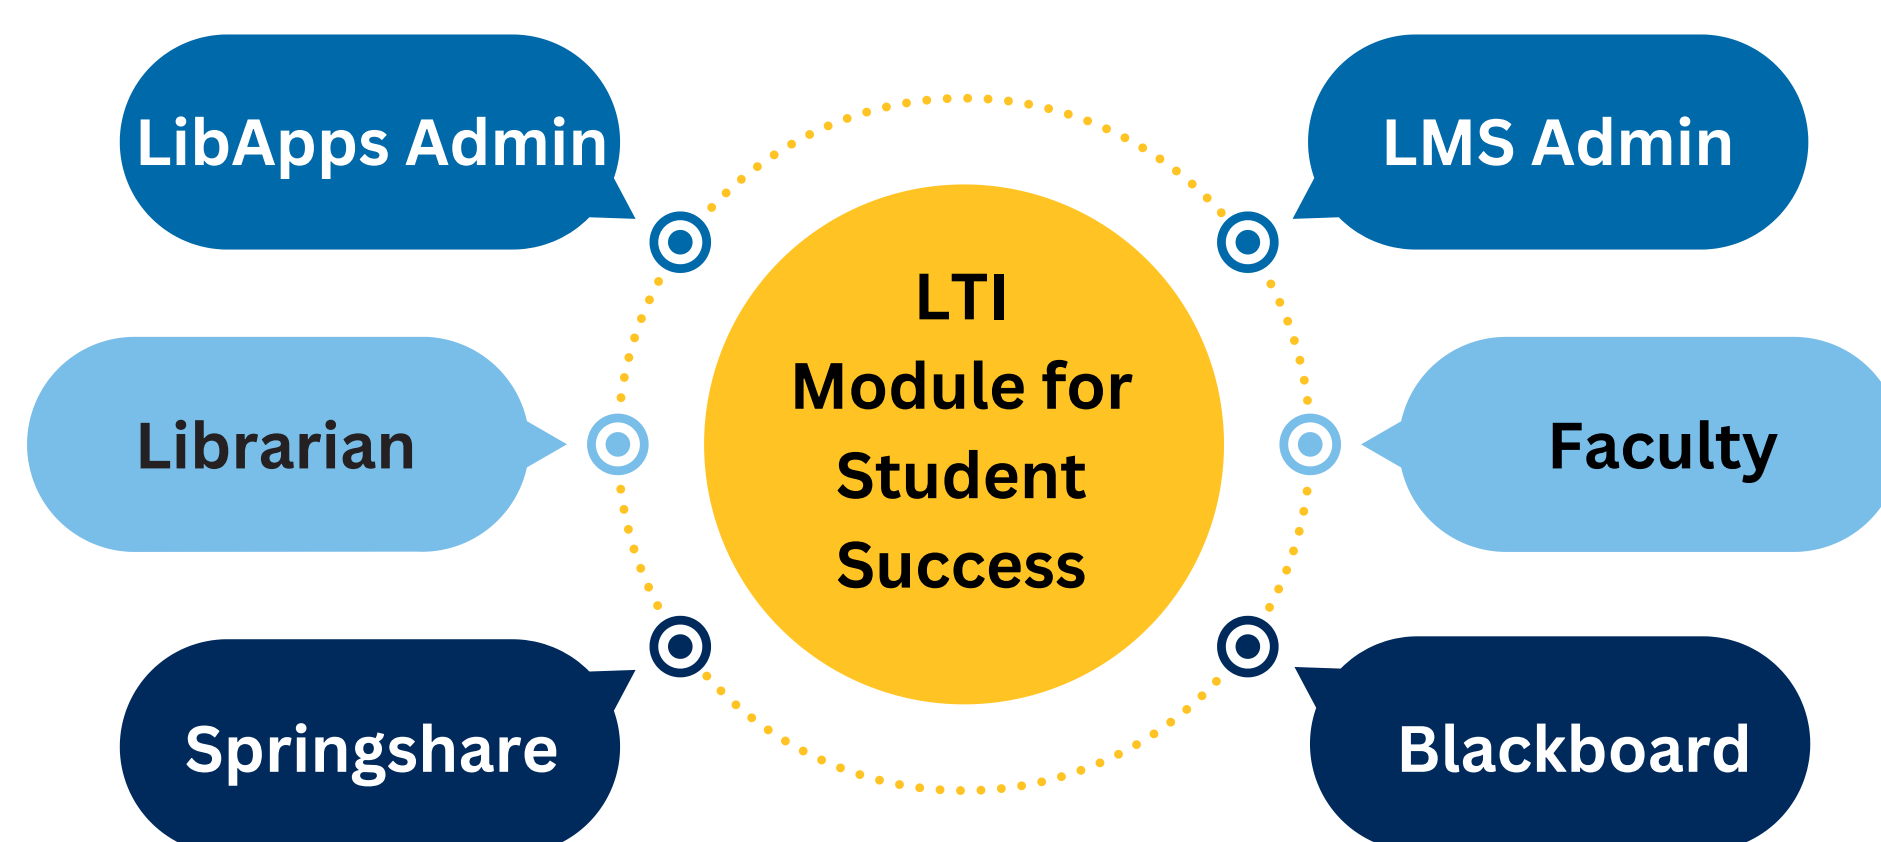 LibApps Admin
LMS Admin
LTI
Module for
Student
Success
Librarian
Faculty
Springshare
Blackboard